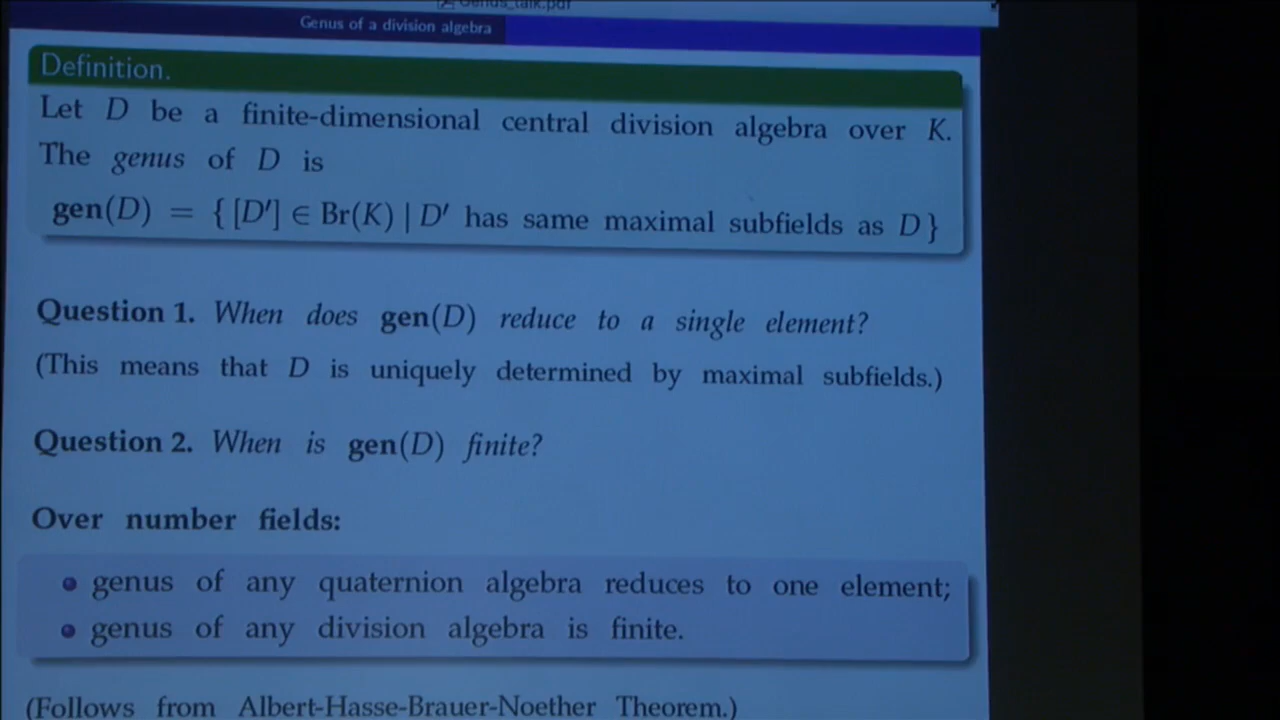 Genus_talk.pdf
Genus of a division algebra
Definition.
Let D be a finite-dimensional central division algebra over K.
The genus of D is
gen(D) = { [D′] ∈ Br(K) | D′ has same maximal subfields as D }
Question 1. When does gen(D) reduce to a single element?
(This means that D is uniquely determined by maximal subfields.)
Question 2. When is gen(D) finite?
Over number fields:
genus of any quaternion algebra reduces to one element;
genus of any division algebra is finite.
(Follows from Albert-Hasse-Brauer-Noether Theorem.)